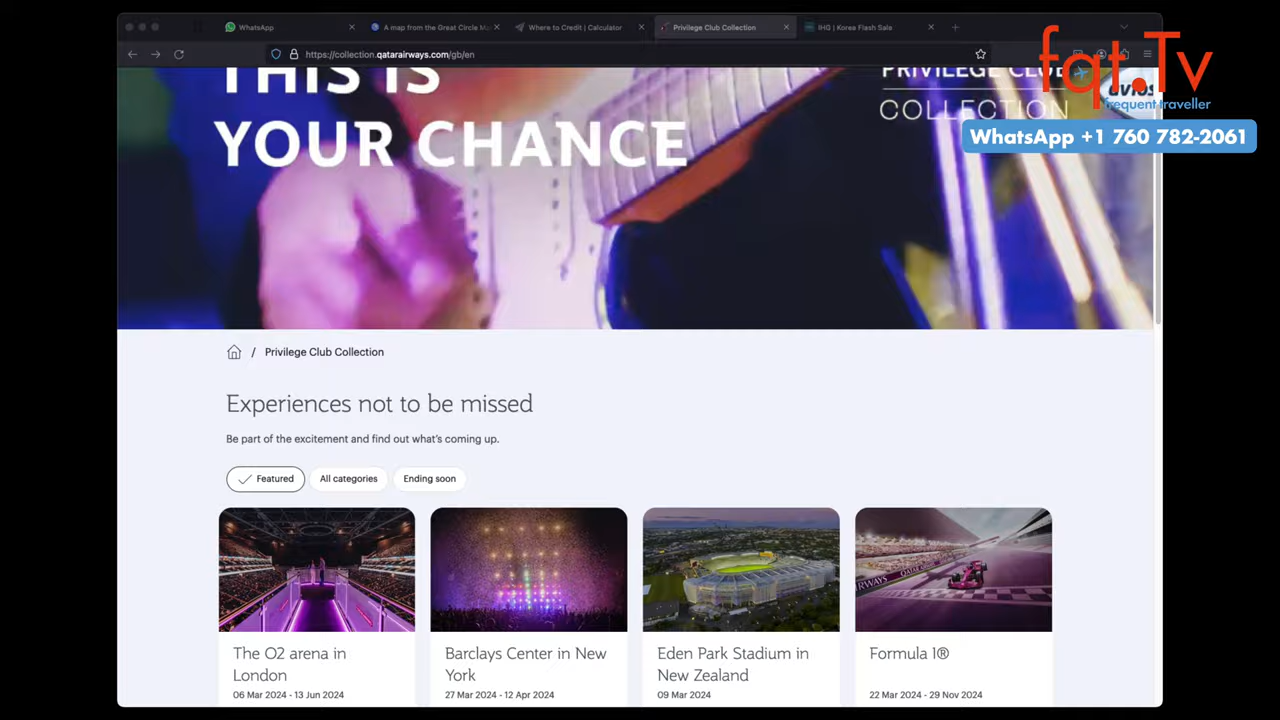 WhatsApp
A map from the Great Circle Ma
Where to Credit | Calculator
Privilege Club Collection
IHG | Korea Flash Sale
https://collection.qatarairways.com/gb/en
fqt.Tv
frequent traveller
WhatsApp +1 760 782-2061
THIS IS
YOUR CHANCE
PRIVILEGE CLUB
COLLECTION
avios
/ Privilege Club Collection
Experiences not to be missed
Be part of the excitement and find out what's coming up.
Featured
All categories
Ending soon
The O2 arena in
London
06 Mar 2024 - 13 Jun 2024
Barclays Center in New
York
27 Mar 2024 - 12 Apr 2024
Eden Park Stadium in
New Zealand
09 Mar 2024
Formula 1®
22 Mar 2024 - 29 Nov 2024